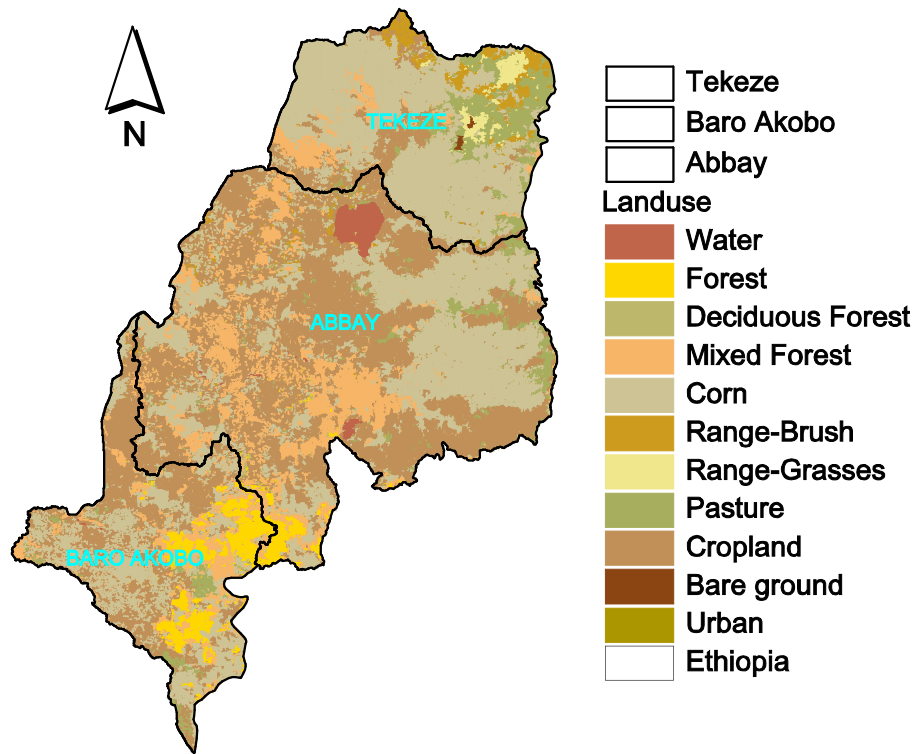 N
TEKEZE
ABBAY
BARO AKOBO
Tekeze
Baro Akobo
Abbay
Landuse
Water
Forest
Deciduous Forest
Mixed Forest
Corn
Range-Brush
Range-Grasses
Pasture
Cropland
Bare ground
Urban
Ethiopia